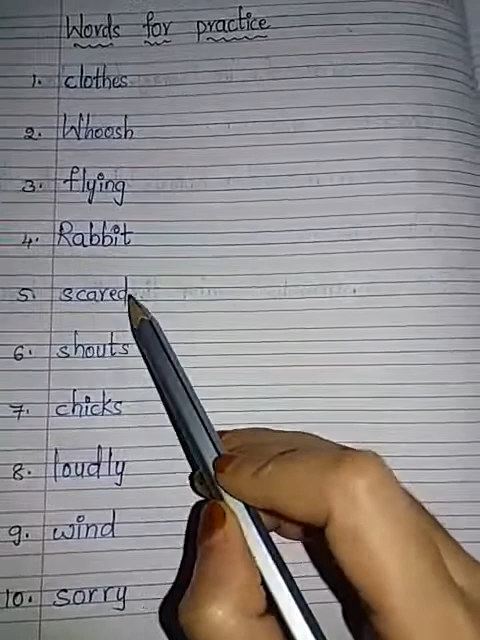 Words for practice
1. clothes
2. Whoosh
3. flying
4. Rabbit
5. scared
6. shouts
7. chicks
8. loudly
9. wind
10. sorry